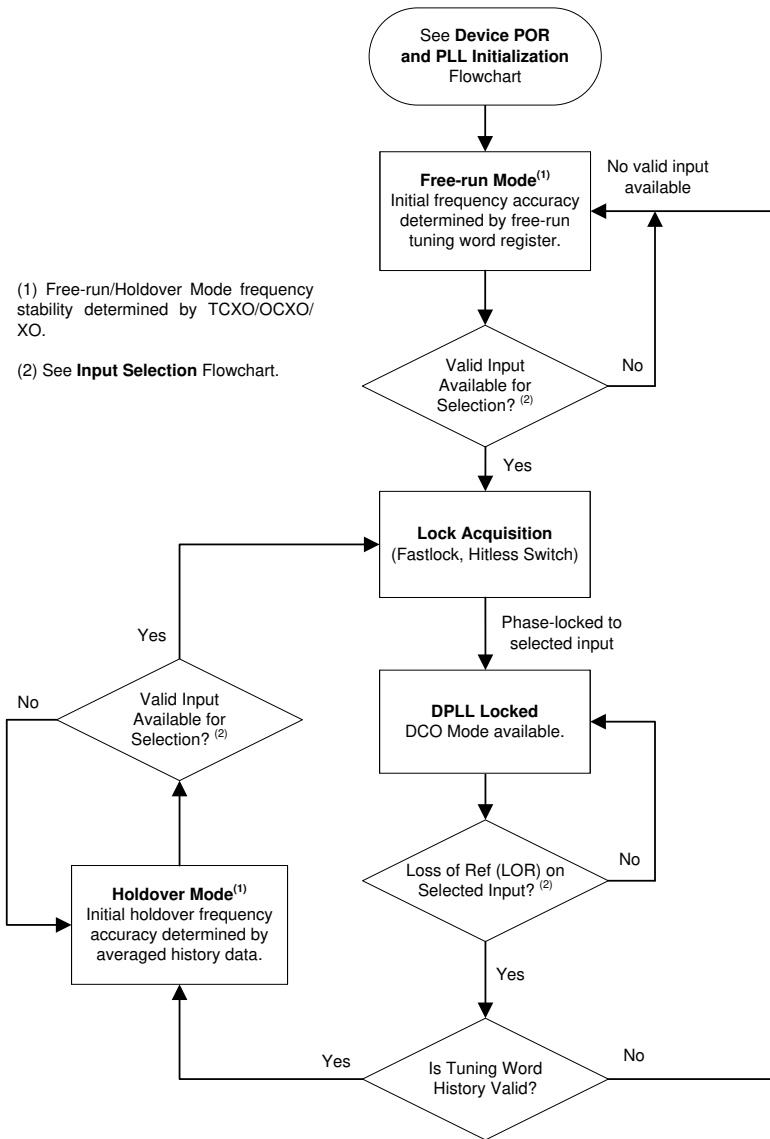 See Device POR
and PLL Initialization
Flowchart
No valid input
available
Free-run Mode(1)
Initial frequency accuracy
determined by free-run
tuning word register.
(1) Free-run/Holdover Mode frequency
stability determined by TCXO/OCXO/
XO.
(2) See Input Selection Flowchart.
Valid Input
Available for
Selection? (2)
No
Yes
Lock Acquisition
(Fastlock, Hitless Switch)
Phase-locked to
selected input
Yes
No
Valid Input
Available for
Selection? (2)
DPLL Locked
DCO Mode available.
Loss of Ref (LOR) on
Selected Input? (2)
No
Holdover Mode(1)
Initial holdover frequency
accuracy determined by
averaged history data.
Yes
Yes
Is Tuning Word
History Valid?
No